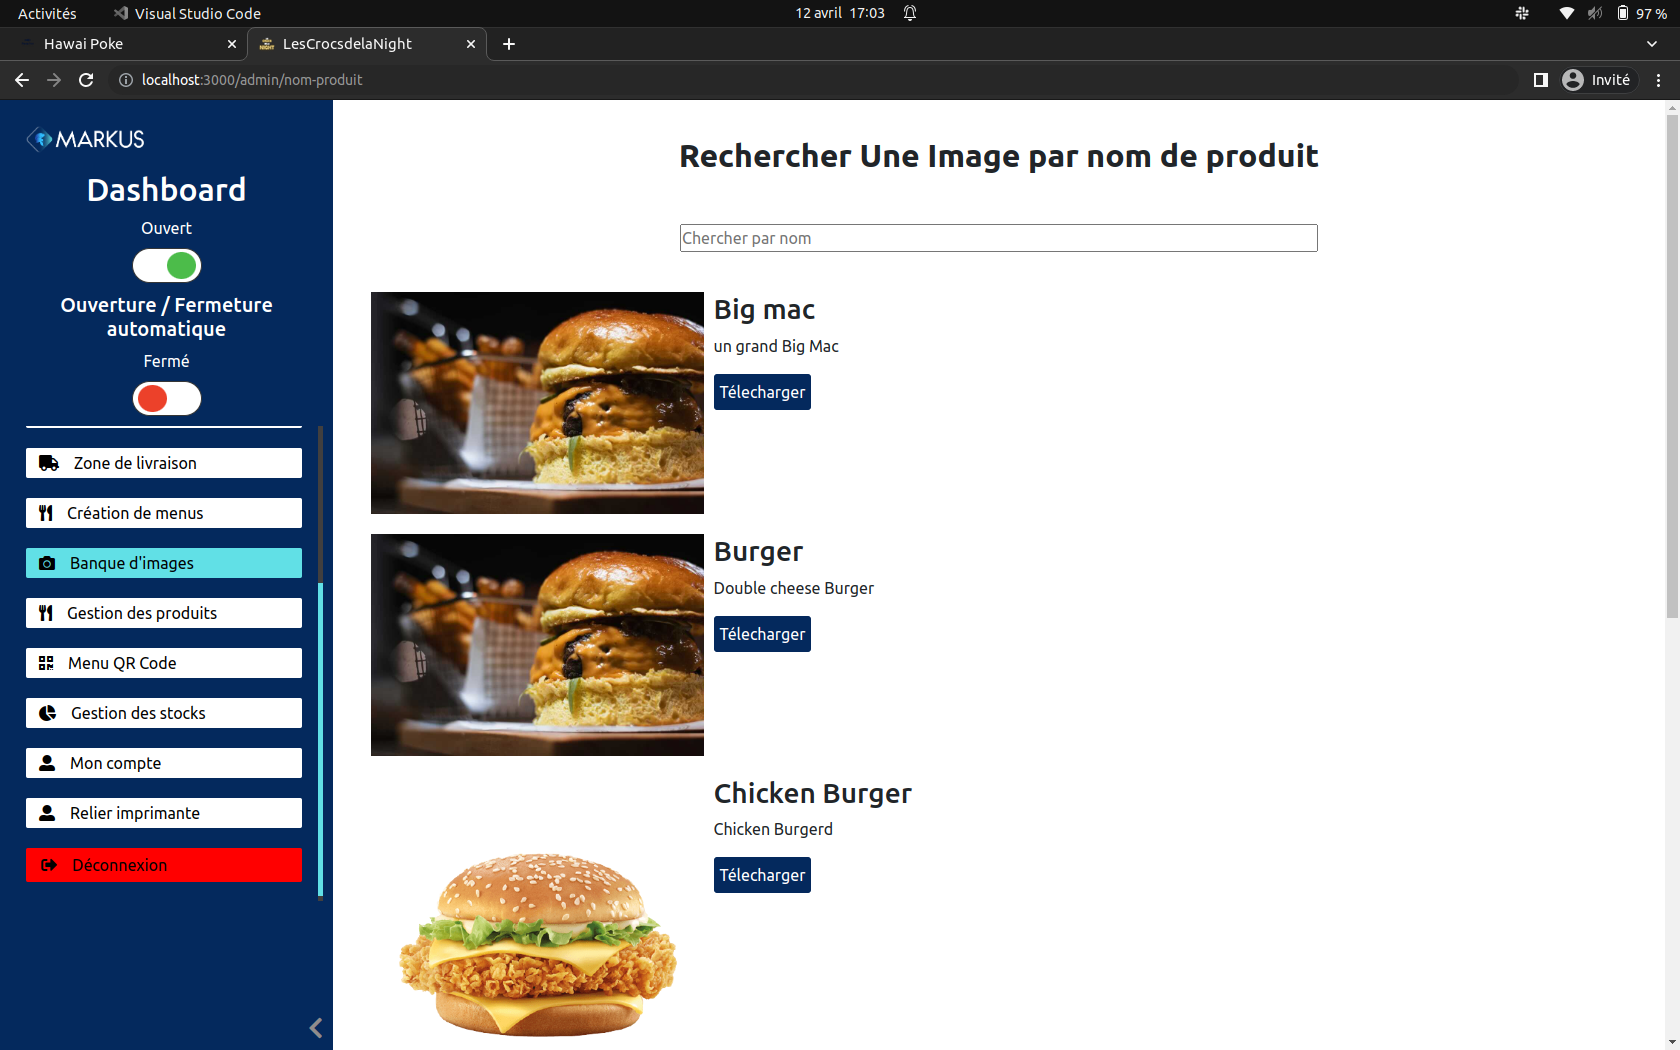 Activités
Visual Studio Code
12 avril 17:03
97 %
Hawai Poke
LesCrocsdelaNight
localhost:3000/admin/nom-produit
Invité
MARKUS
Dashboard
Ouvert
Ouverture / Fermeture
automatique
Fermé
Zone de livraison
Création de menus
Banque d'images
Gestion des produits
Menu QR Code
Gestion des stocks
Mon compte
Relier imprimante
Déconnexion
Rechercher Une Image par nom de produit
Chercher par nom
Big mac
un grand Big Mac
Télecharger
Burger
Double cheese Burger
Télecharger
Chicken Burger
Chicken Burgerd
Télecharger